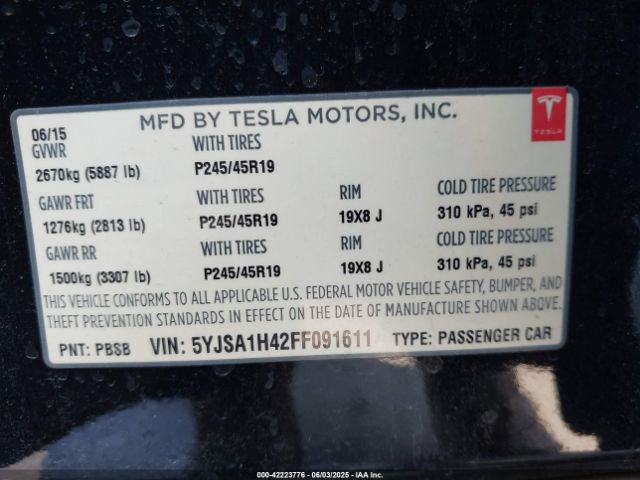 MFD BY TESLA MOTORS, INC.
TESLA
06/15
GVWR WITH TIRES
2670kg (5887 lb) P245/45R19
GAWR FRT WITH TIRES RIM COLD TIRE PRESSURE
1276kg (2813 lb) P245/45R19 19X8 J 310 kPa, 45 psi
GAWR RR WITH TIRES RIM COLD TIRE PRESSURE
1500kg (3307 lb) P245/45R19 19X8 J 310 kPa, 45 psi
THIS VEHICLE CONFORMS TO ALL APPLICABLE U.S. FEDERAL MOTOR VEHICLE SAFETY, BUMPER, AND
THEFT PREVENTION STANDARDS IN EFFECT ON THE DATE OF MANUFACTURE SHOWN ABOVE.
PNT: PBSB VIN: 5YJSA1H42FF091611 TYPE: PASSENGER CAR
000-42223776 - 06/03/2025 - IAA Inc.